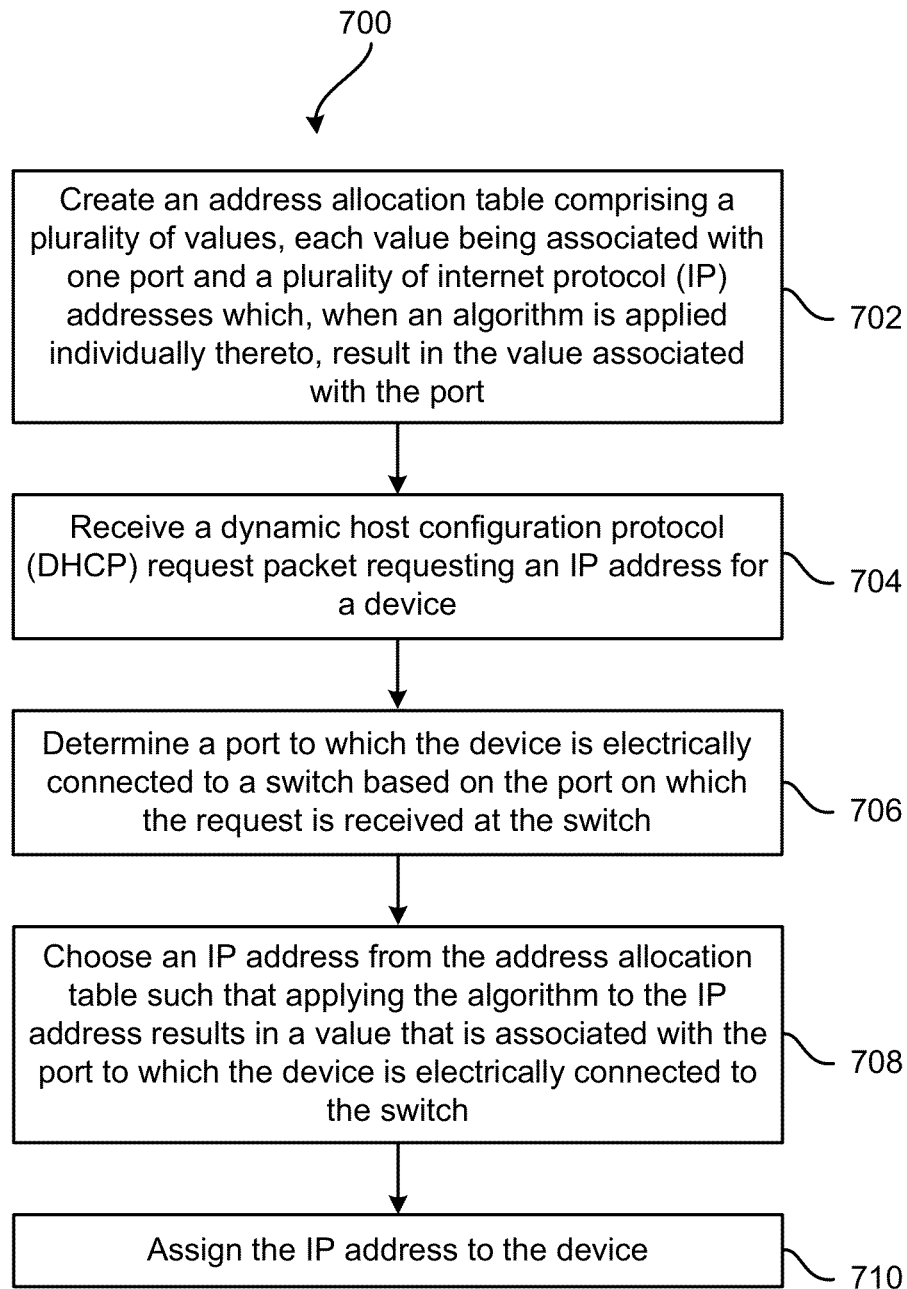 700
Create an address allocation table comprising a
plurality of values, each value being associated with
one port and a plurality of internet protocol (IP)
addresses which, when an algorithm is applied
individually thereto, result in the value associated
with the port
702
Receive a dynamic host configuration protocol
(DHCP) request packet requesting an IP address for
a device
704
Determine a port to which the device is electrically
connected to a switch based on the port on which
the request is received at the switch
706
Choose an IP address from the address allocation
table such that applying the algorithm to the IP
address results in a value that is associated with the
port to which the device is electrically connected to
the switch
708
Assign the IP address to the device
710